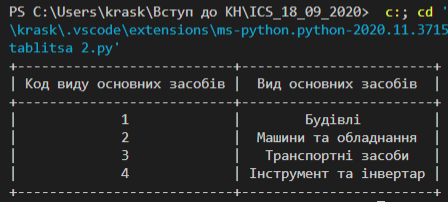 PS C:\Users\krask\Вступ до КН\ICS_18_09_2020> c:; cd '
\krask\.vscode\extensions\ms-python.python-2020.11.3715
tablitsa 2.py'
+----------------------------+------------------------+
| Код виду основних засобів | Вид основних засобів |
+----------------------------+------------------------+
| 1 | Будівлі |
| 2 | Машини та обладнання |
| 3 | Транспортні засоби |
| 4 | Інструмент та інвертар |
+----------------------------+------------------------+